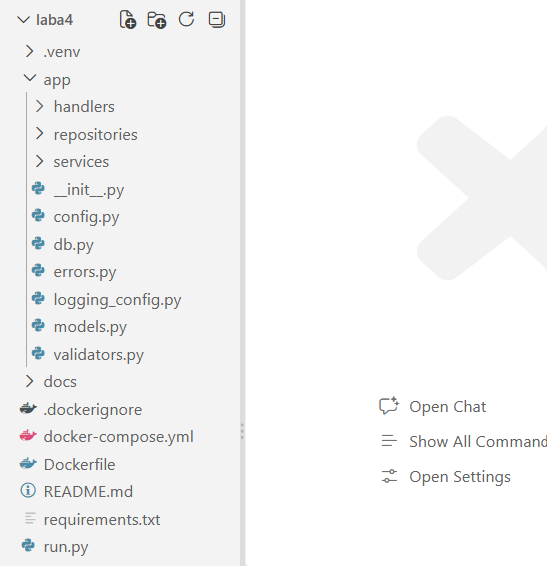 laba4
.venv
app
handlers
repositories
services
__init__.py
config.py
db.py
errors.py
logging_config.py
models.py
validators.py
docs
.dockerignore
docker-compose.yml
Dockerfile
README.md
requirements.txt
run.py
Open Chat
Show All Command
Open Settings